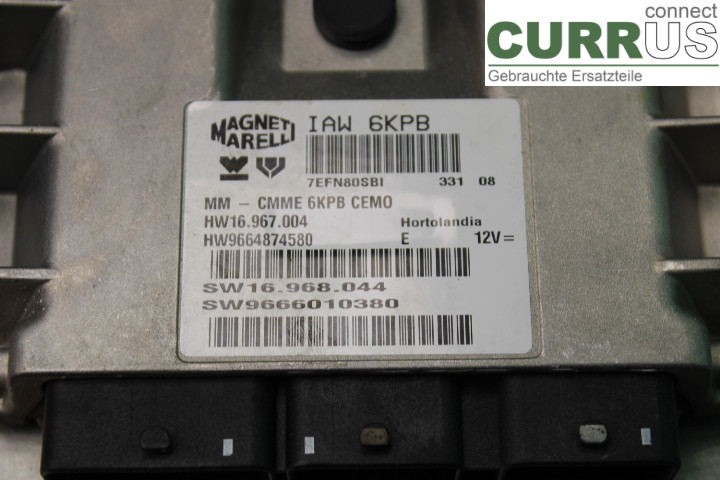 connect
CURRUS
Gebrauchte Ersatzteile
MAGNETI MARELLI
IAW 6KPB
7EFN80SBI 331 08
MM - CMME 6KPB CEMO
HW16.967.004 Hortolandia
HW9664874580 E 12V=
SW16.968.044
SW9666010380